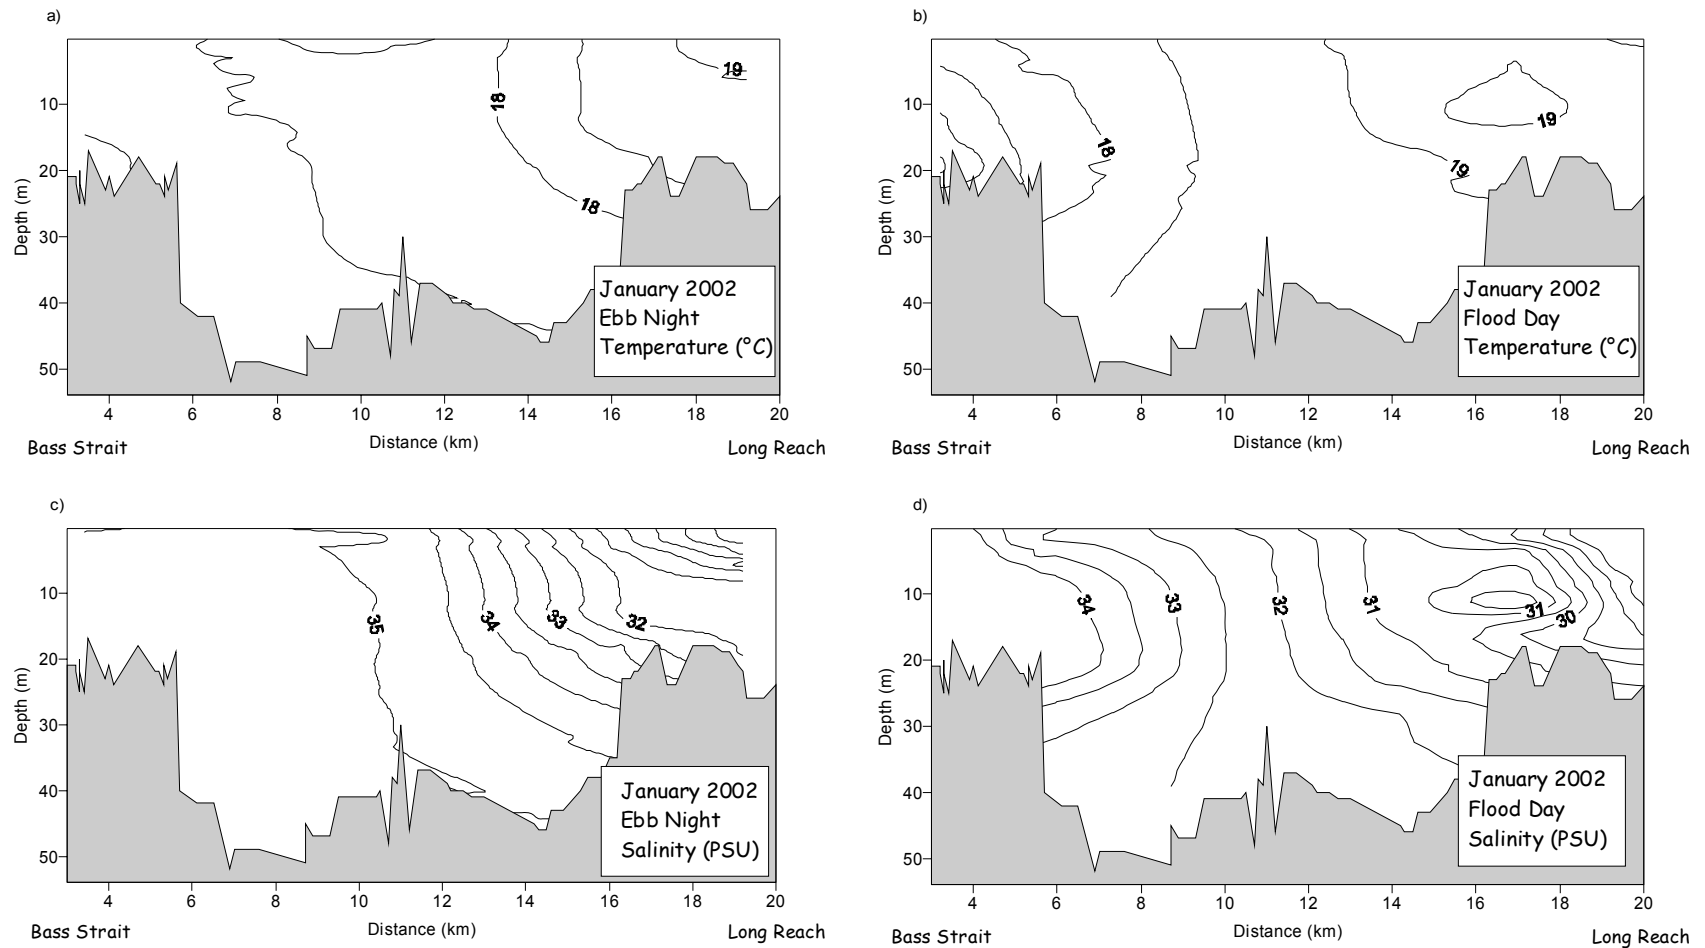 a)
19
18
18
10
20
30
40
50
Depth (m)
January 2002
Ebb Night
Temperature (°C)
4 6 8 10 12 14 16 18 20
Distance (km)
Bass Strait
Long Reach
b)
18
19
19
10
20
30
40
50
Depth (m)
January 2002
Flood Day
Temperature (°C)
4 6 8 10 12 14 16 18 20
Distance (km)
Bass Strait
Long Reach
c)
35
34
33
32
10
20
30
40
50
Depth (m)
January 2002
Ebb Night
Salinity (PSU)
4 6 8 10 12 14 16 18 20
Distance (km)
Bass Strait
Long Reach
d)
34
33
32
31
31
30
10
20
30
40
50
Depth (m)
January 2002
Flood Day
Salinity (PSU)
4 6 8 10 12 14 16 18 20
Distance (km)
Bass Strait
Long Reach